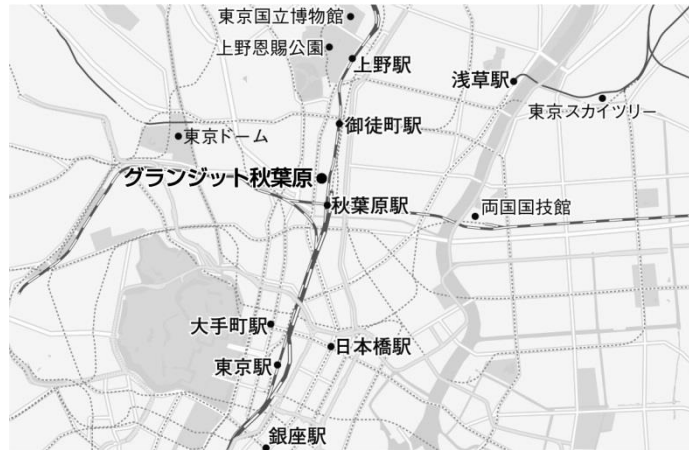 東京国立博物館
上野恩賜公園
上野駅
浅草駅
東京スカイツリー
御徒町駅
東京ドーム
グランジット秋葉原
秋葉原駅
両国国技館
大手町駅
日本橋駅
東京駅
銀座駅